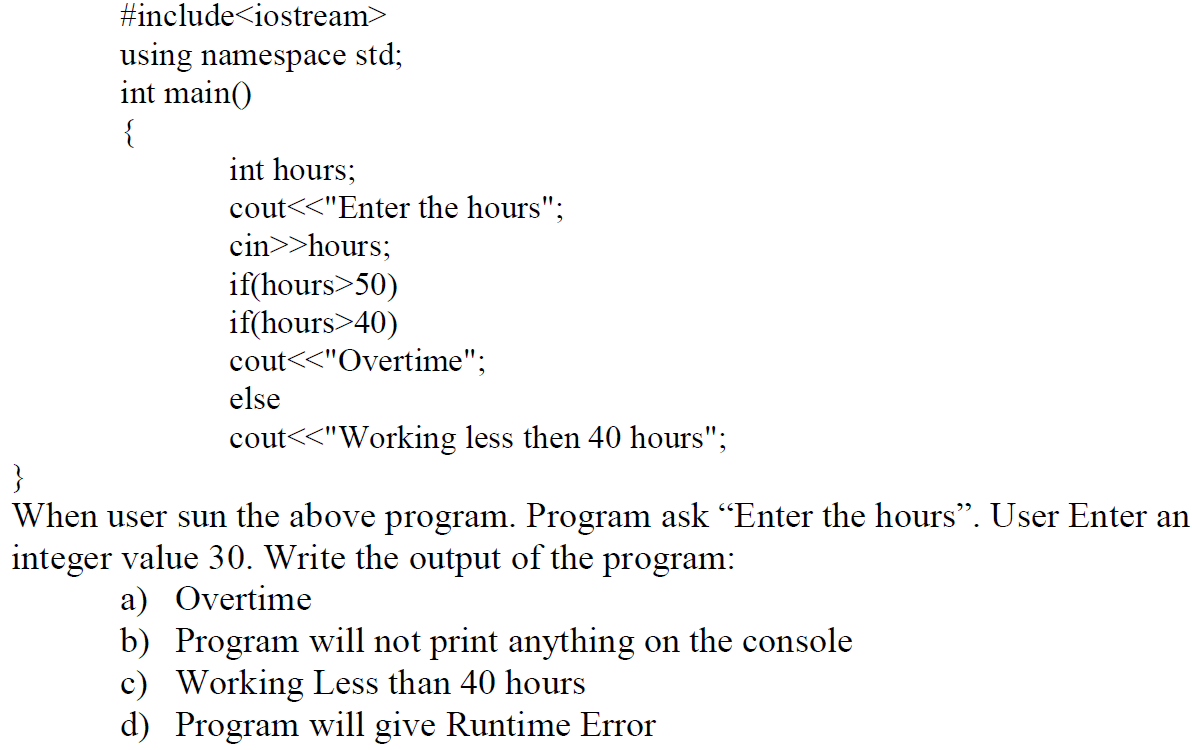 #include<iostream>
using namespace std;
int main()
{
int hours;
cout<<"Enter the hours";
cin>>hours;
if(hours>50)
if(hours>40)
cout<<"Overtime";
else
cout<<"Working less then 40 hours";
}
When user sun the above program. Program ask “Enter the hours”. User Enter an
integer value 30. Write the output of the program:
a) Overtime
b) Program will not print anything on the console
c) Working Less than 40 hours
d) Program will give Runtime Error